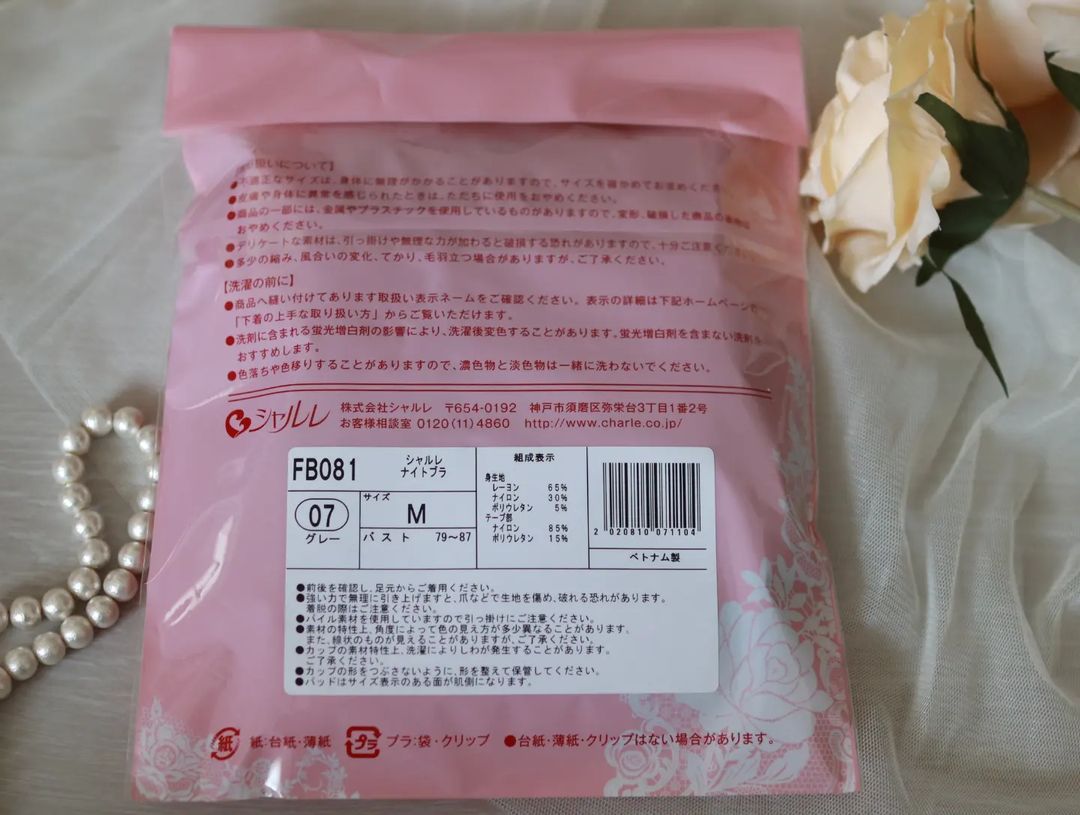 扱いについて】
●不適正なサイズは、身体に無理がかかることがありますので、サイズを確かめてお求めくださ
●皮膚や身体に異常を感じられたときは、ただちに使用をおやめください。
●商品の一部には、金属やプラスチックを使用しているものがありますので、変形、破損した商品の
おやめください。
●デリケートな素材は、引っ掛けや無理な力が加わると破損する恐れがありますので、十分ご注意くださ
●多少の縮み、風合いの変化、てかり、毛羽立つ場合がありますが、ご了承ください。
【洗濯の前に】
●商品へ縫い付けてあります取扱い表示ネームをご確認ください。表示の詳細は下記ホームページの
「下着の上手な取り扱い方」からご覧いただけます。
●洗剤に含まれる蛍光増白剤の影響により、洗濯後変色することがあります。蛍光増白剤を含まない洗剤を
おすすめします。
●色落ちや色移りすることがありますので、濃色物と淡色物は一緒に洗わないでください。
シャルレ 株式会社シャルレ 〒654-0192 神戸市須磨区弥栄台3丁目1番2号
お客様相談室 0120(11)4860 http://www.charle.co.jp/
FB081 シャルレ
ナイトブラ
07
グレー
サイズ
M
バスト 79～87
組成表示
身生地
レーヨン 65%
ナイロン 30%
ポリウレタン 5%
テープ部
ナイロン 85%
ポリウレタン 15%
2 020810 071104
ベトナム製
●前後を確認し、足元からご着用ください。
●強い力で無理に引き上げますと、爪などで生地を傷め、破れる恐れがあります。
着脱の際はご注意ください。
●パイル素材を使用していますので引っ掛けにご注意ください。
●素材の特性上、角度によって色の見え方が多少異なることがあります。
また、線状のものが見えることがありますが、ご了承ください。
●カップの素材特性上、洗濯によりしわが発生することがあります。
ご了承ください。
●カップの形をつぶさないように、形を整えて保管してください。
●パッドはサイズ表示のある面が肌側になります。
紙 紙:台紙・薄紙 プラ プラ:袋・クリップ ●台紙・薄紙・クリップはない場合があります。